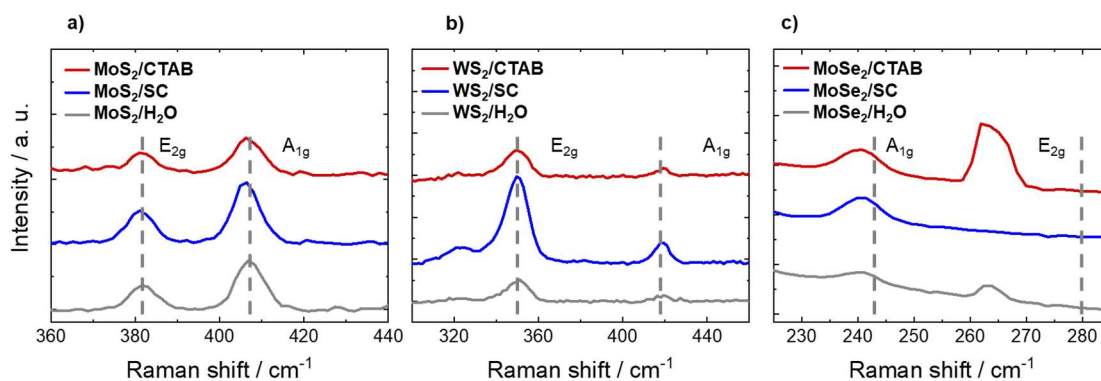 a)
MoS2/CTAB
MoS2/SC
MoS2/H2O
E2g
A1g
360 380 400 420 440
Raman shift / cm-1
Intensity / a. u.
b)
WS2/CTAB
WS2/SC
WS2/H2O
E2g
A1g
320 360 400 440
Raman shift / cm-1
c)
MoSe2/CTAB
MoSe2/SC
MoSe2/H2O
A1g
E2g
230 240 250 260 270 280
Raman shift / cm-1